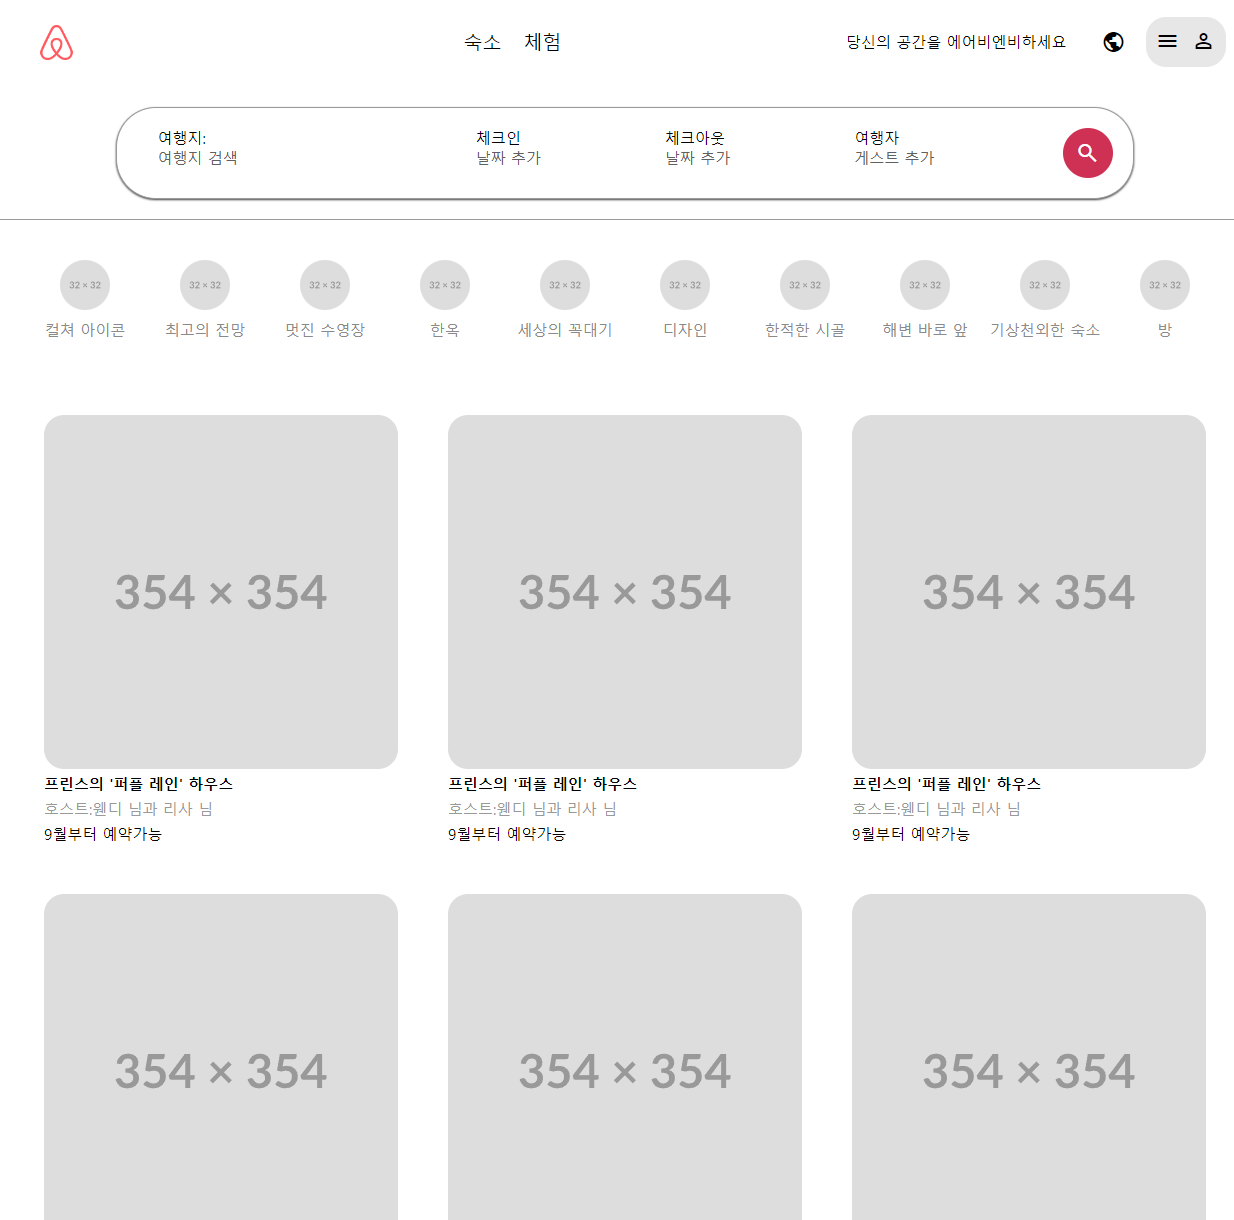 숙소 체험 당신의 공간을 에어비엔비하세요
여행지: 체크인 체크아웃 여행자
여행지 검색 날짜 추가 날짜 추가 게스트 추가
32 × 32 32 × 32 32 × 32 32 × 32 32 × 32 32 × 32 32 × 32 32 × 32 32 × 32 32 × 32
컬쳐 아이콘 최고의 전망 멋진 수영장 한옥 세상의 꼭대기 디자인 한적한 시골 해변 바로 앞 기상천외한 숙소 방
354 × 354 354 × 354 354 × 354
프린스의 '퍼플 레인' 하우스 프린스의 '퍼플 레인' 하우스 프린스의 '퍼플 레인' 하우스
호스트:웬디 님과 리사 님 호스트:웬디 님과 리사 님 호스트:웬디 님과 리사 님
9월부터 예약가능 9월부터 예약가능 9월부터 예약가능
354 × 354 354 × 354 354 × 354